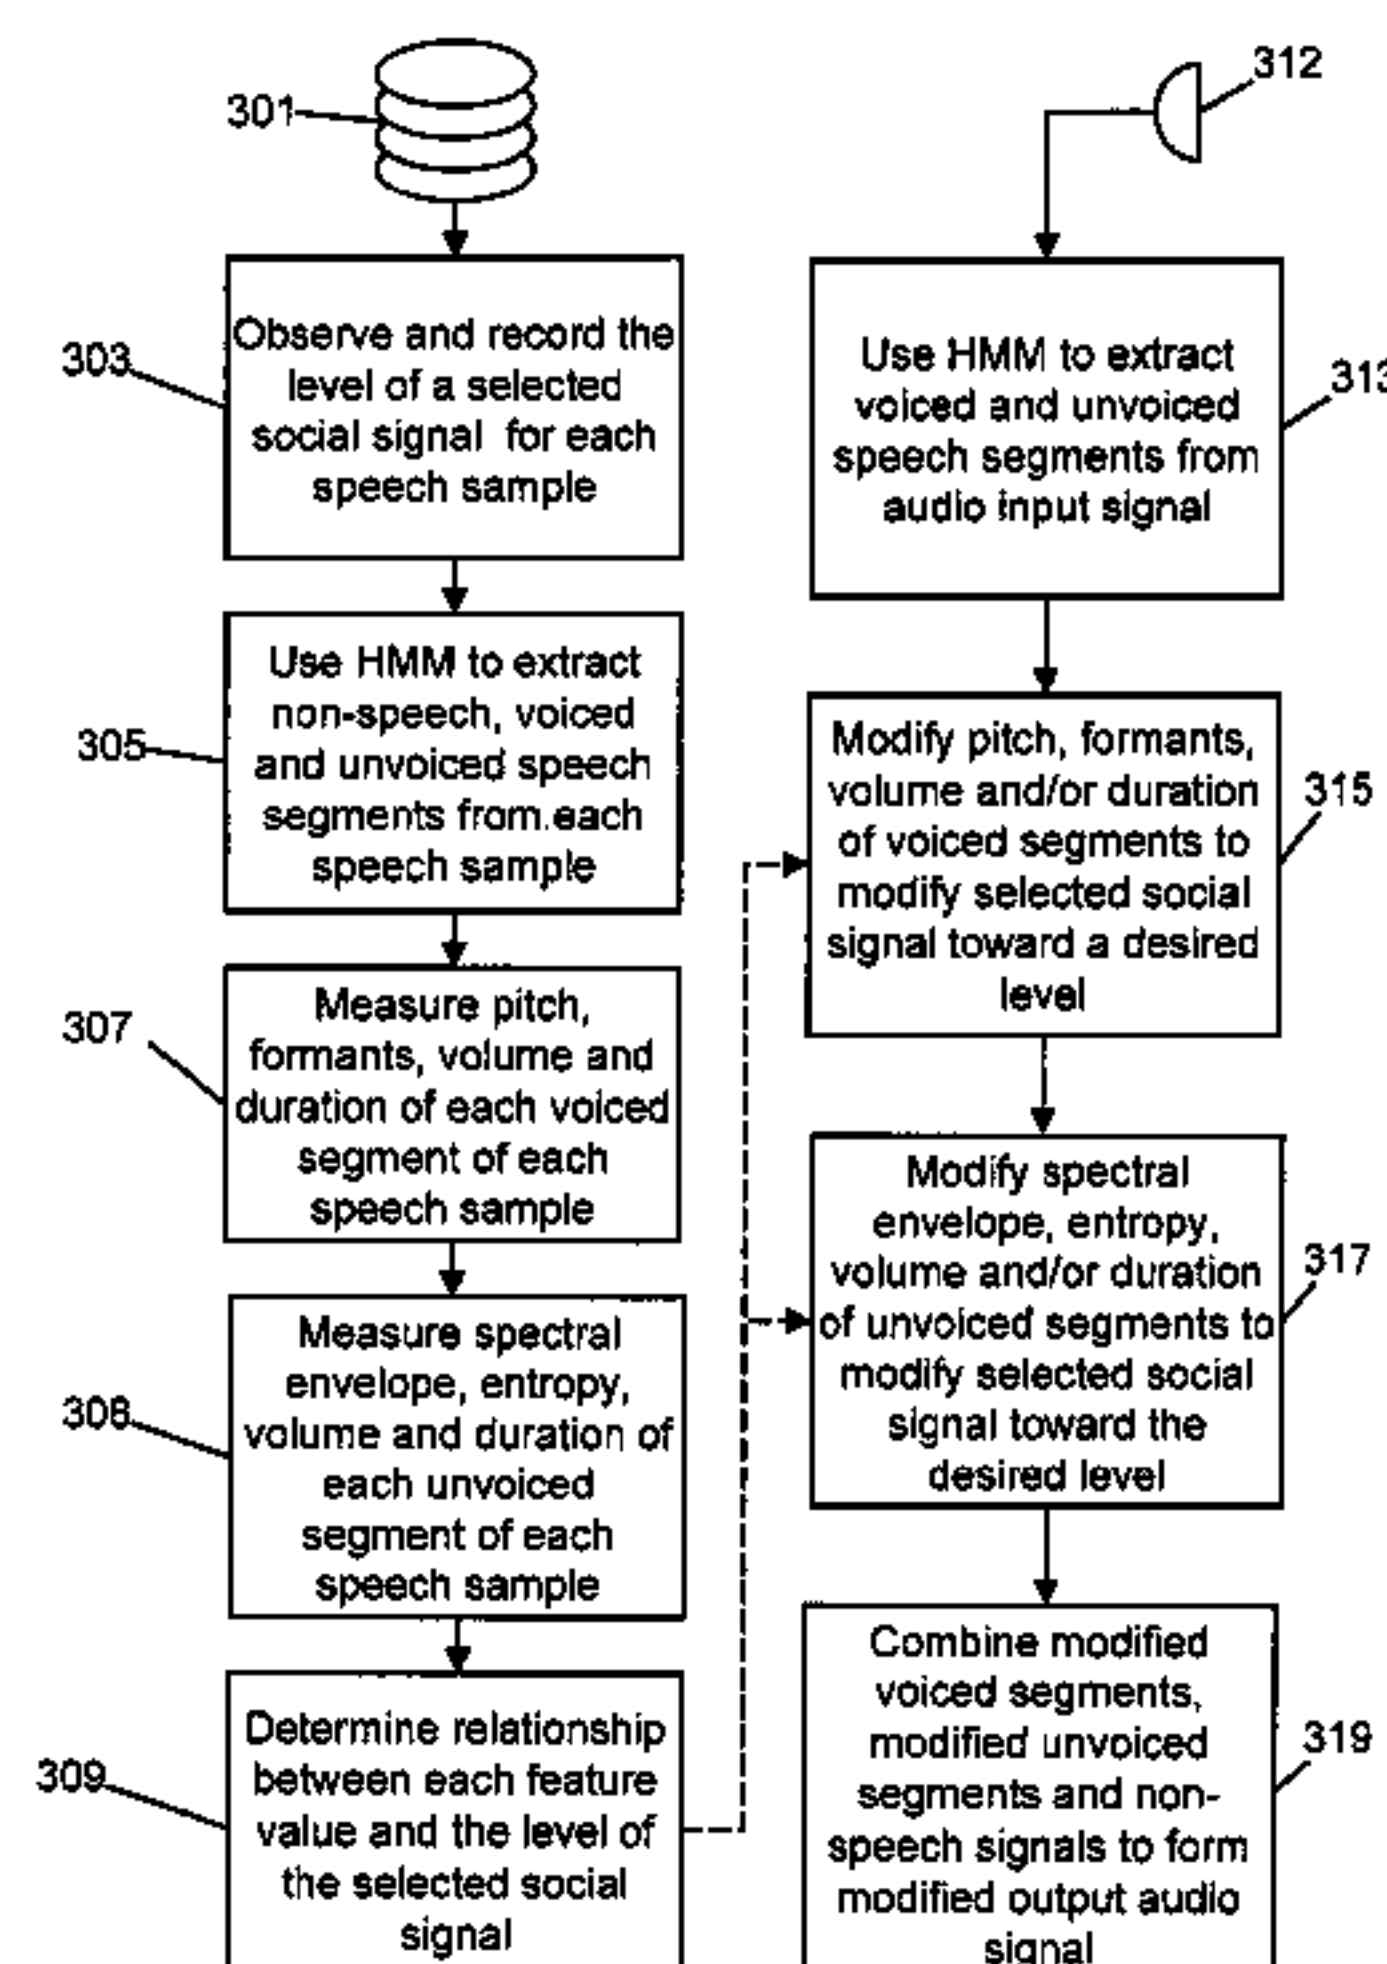 301
303
Observe and record the
level of a selected
social signal for each
speech sample
305
Use HMM to extract
non-speech, voiced
and unvoiced speech
segments from each
speech sample
307
Measure pitch,
formants, volume and
duration of each voiced
segment of each
speech sample
308
Measure spectral
envelope, entropy,
volume and duration of
each unvoiced
segment of each
speech sample
309
Determine relationship
between each feature
value and the level of
the selected social
signal
312
Use HMM to extract
voiced and unvoiced
speech segments from
audio input signal
313
Modify pitch, formants,
volume and/or duration
of voiced segments to
modify selected social
signal toward a desired
level
315
Modify spectral
envelope, entropy,
volume and/or duration
of unvoiced segments to
modify selected social
signal toward the
desired level
317
Combine modified
voiced segments,
modified unvoiced
segments and non-
speech signals to form
modified output audio
signal
319